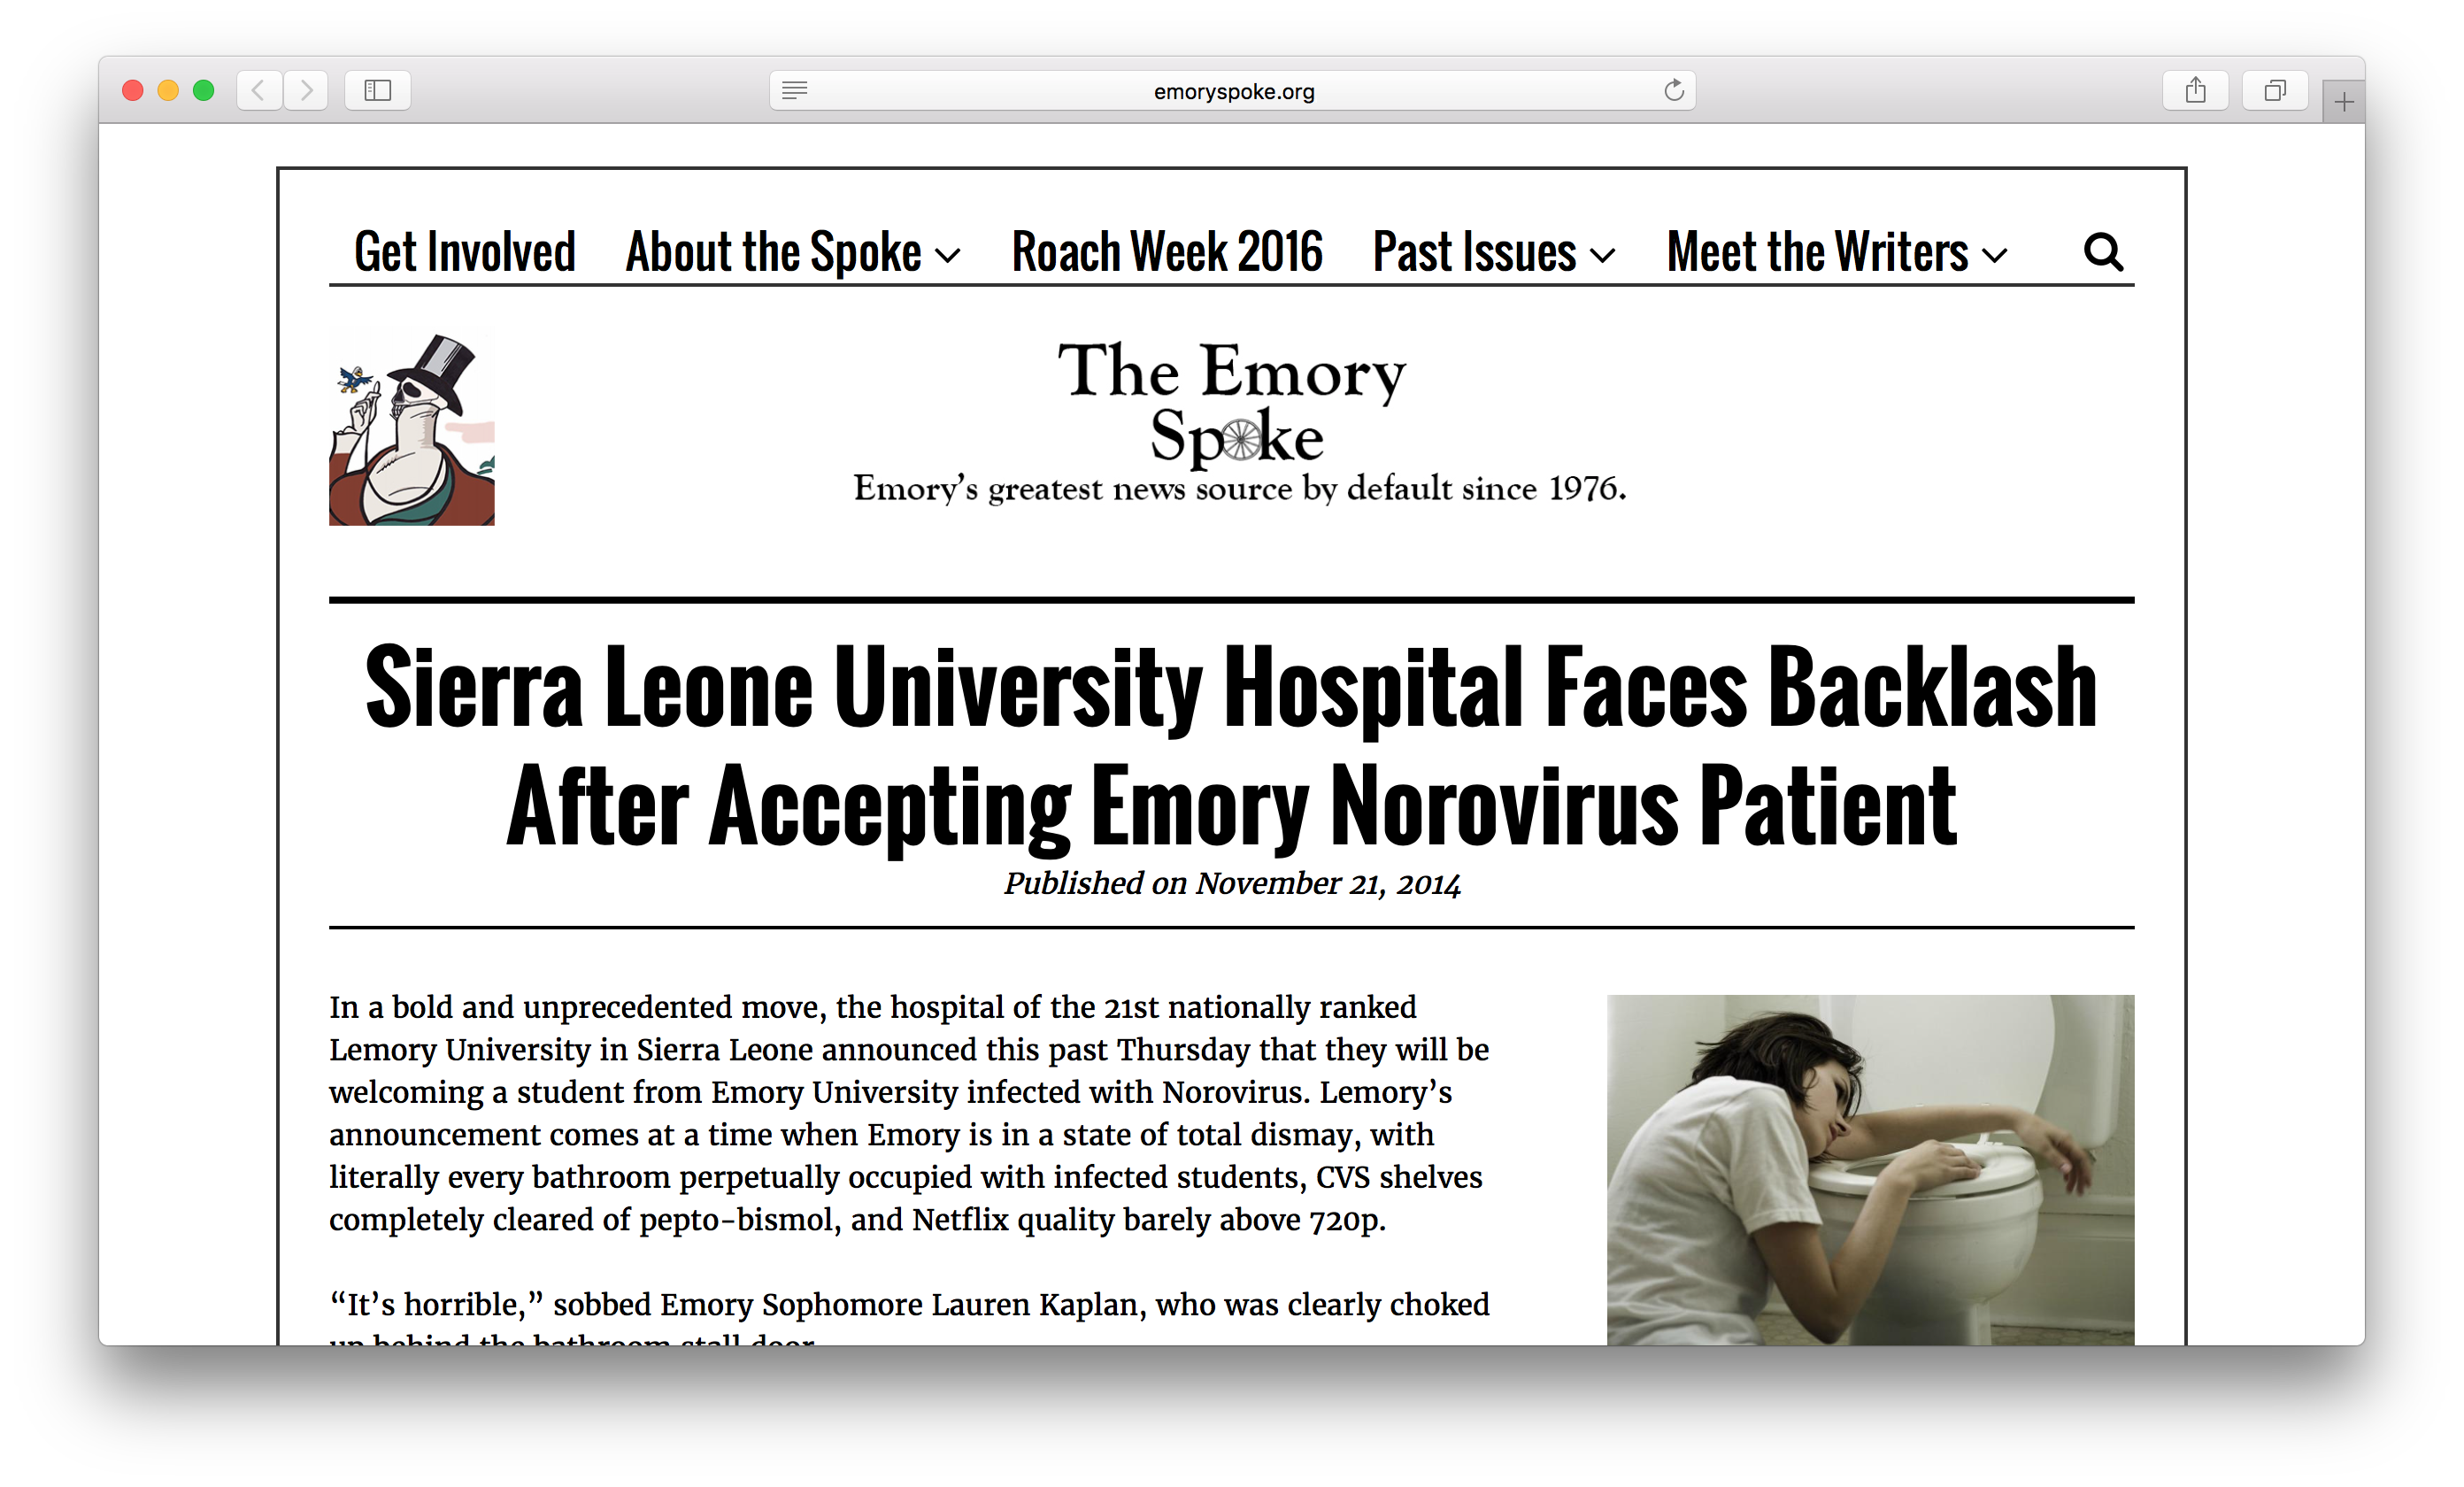 emoryspoke.org
Get Involved About the Spoke Roach Week 2016 Past Issues Meet the Writers
The Emory
Spoke
Emory's greatest news source by default since 1976.
Sierra Leone University Hospital Faces Backlash
After Accepting Emory Norovirus Patient
Published on November 21, 2014
In a bold and unprecedented move, the hospital of the 21st nationally ranked
Lemory University in Sierra Leone announced this past Thursday that they will be
welcoming a student from Emory University infected with Norovirus. Lemory's
announcement comes at a time when Emory is in a state of total dismay, with
literally every bathroom perpetually occupied with infected students, CVS shelves
completely cleared of pepto-bismol, and Netflix quality barely above 720p.
“It's horrible,” sobbed Emory Sophomore Lauren Kaplan, who was clearly choked
up behind the bathroom stall door.